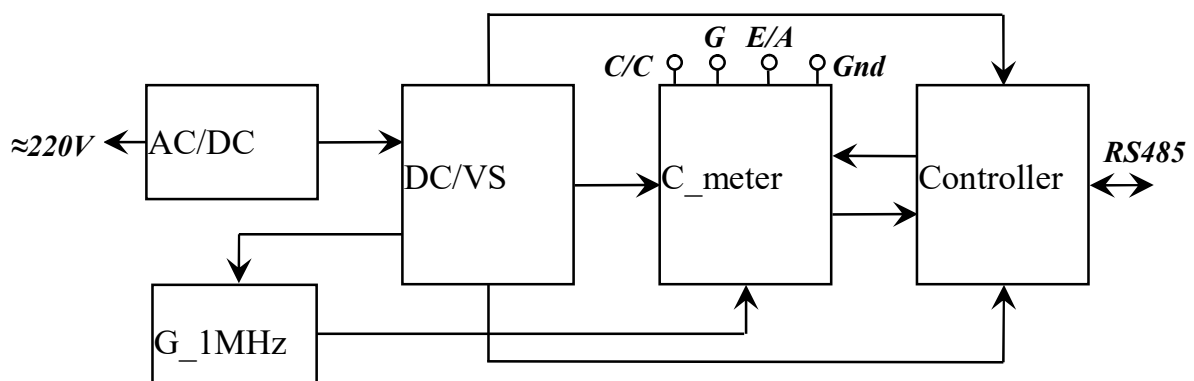 G E/A
C/C Gnd
≈220V AC/DC DC/VS C_meter Controller RS485
G_1MHz